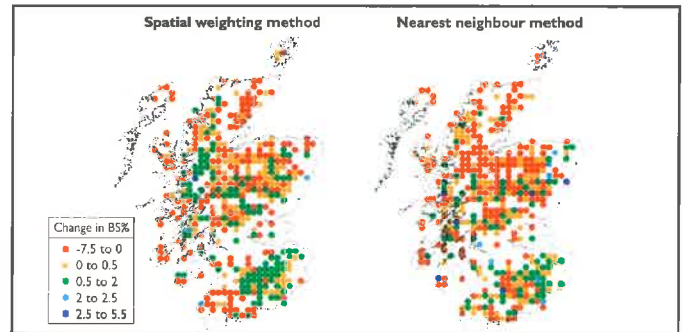 Spatial weighting method
Nearest neighbour method
Change in BS%
-7.5 to 0
0 to 0.5
0.5 to 2
2 to 2.5
2.5 to 5.5